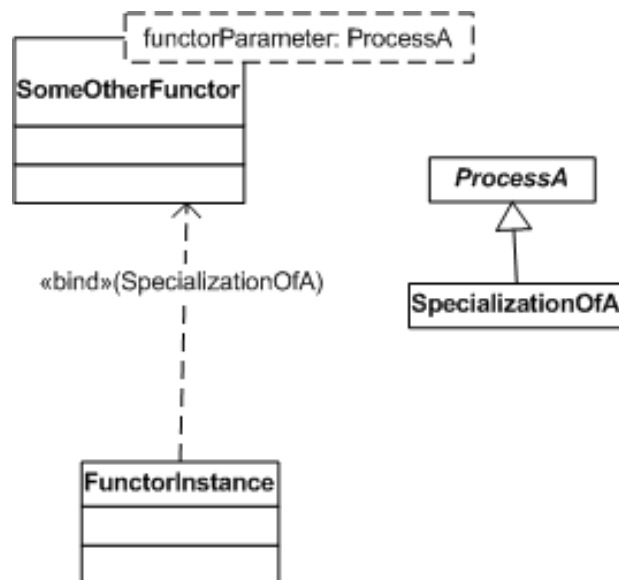 functorParameter: ProcessA
SomeOtherFunctor
ProcessA
«bind»(SpecializationOfA)
SpecializationOfA
FunctorInstance